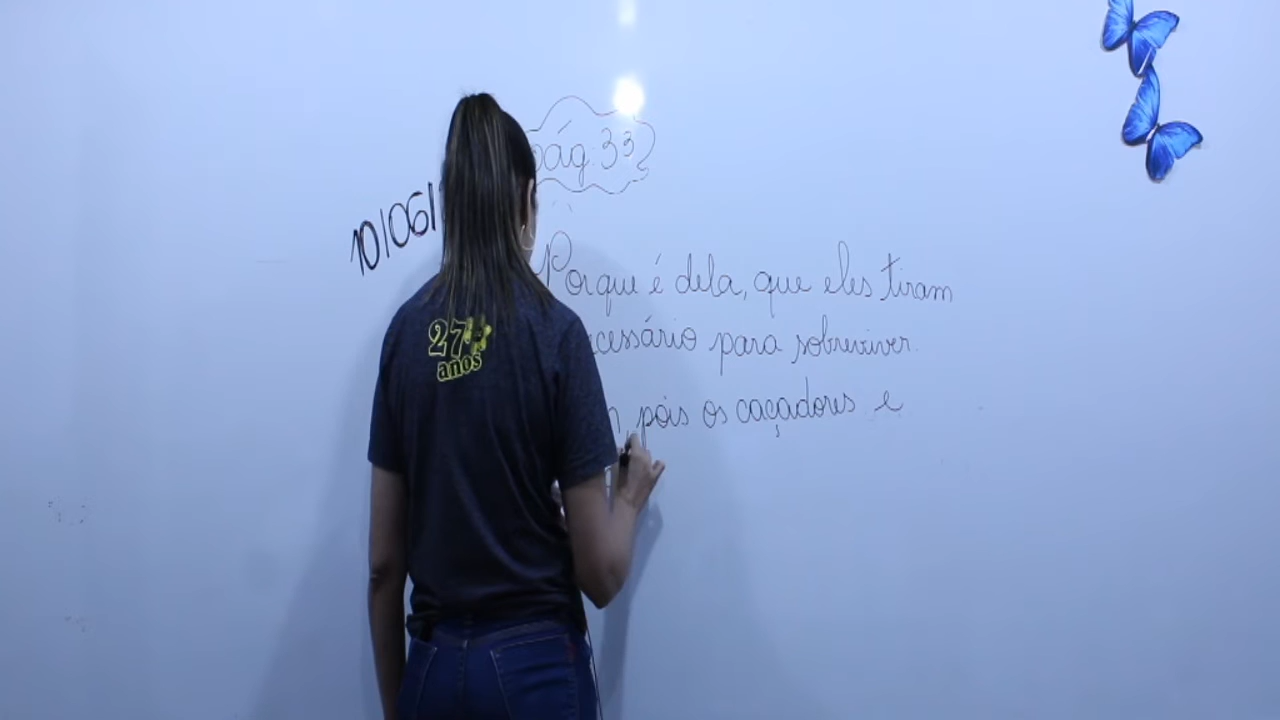 pág: 33
10/06/
Porque é dela, que eles tiram
cessário para sobreviver.
, pois os caçadores e
27
anos